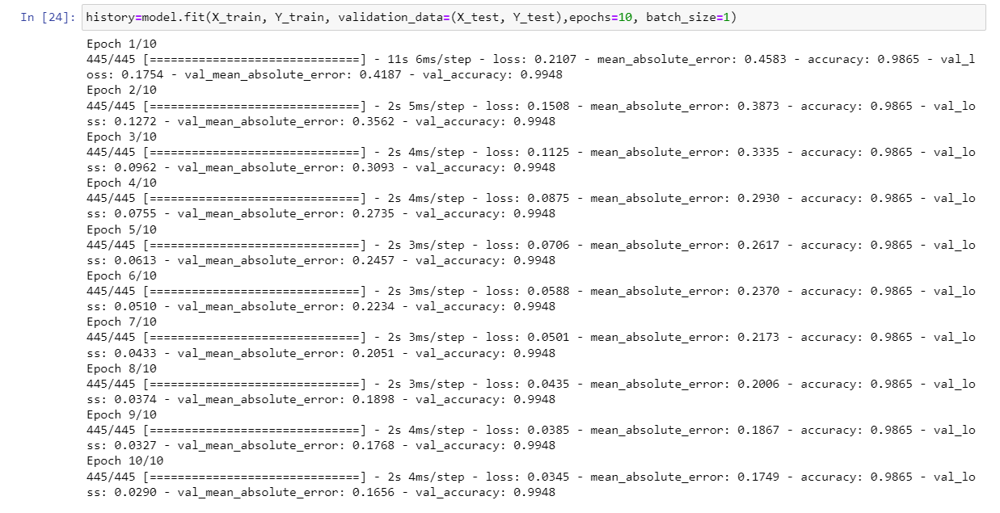 In [24]: history=model.fit(X_train, Y_train, validation_data=(X_test, Y_test),epochs=10, batch_size=1)
Epoch 1/10
445/445 [==============================] - 11s 6ms/step - loss: 0.2107 - mean_absolute_error: 0.4583 - accuracy: 0.9865 - val_l
oss: 0.1754 - val_mean_absolute_error: 0.4187 - val_accuracy: 0.9948
Epoch 2/10
445/445 [==============================] - 2s 5ms/step - loss: 0.1508 - mean_absolute_error: 0.3873 - accuracy: 0.9865 - val_lo
ss: 0.1272 - val_mean_absolute_error: 0.3562 - val_accuracy: 0.9948
Epoch 3/10
445/445 [==============================] - 2s 4ms/step - loss: 0.1125 - mean_absolute_error: 0.3335 - accuracy: 0.9865 - val_lo
ss: 0.0962 - val_mean_absolute_error: 0.3093 - val_accuracy: 0.9948
Epoch 4/10
445/445 [==============================] - 2s 4ms/step - loss: 0.0875 - mean_absolute_error: 0.2930 - accuracy: 0.9865 - val_lo
ss: 0.0755 - val_mean_absolute_error: 0.2735 - val_accuracy: 0.9948
Epoch 5/10
445/445 [==============================] - 2s 3ms/step - loss: 0.0706 - mean_absolute_error: 0.2617 - accuracy: 0.9865 - val_lo
ss: 0.0613 - val_mean_absolute_error: 0.2457 - val_accuracy: 0.9948
Epoch 6/10
445/445 [==============================] - 2s 3ms/step - loss: 0.0588 - mean_absolute_error: 0.2370 - accuracy: 0.9865 - val_lo
ss: 0.0510 - val_mean_absolute_error: 0.2234 - val_accuracy: 0.9948
Epoch 7/10
445/445 [==============================] - 2s 3ms/step - loss: 0.0501 - mean_absolute_error: 0.2173 - accuracy: 0.9865 - val_lo
ss: 0.0433 - val_mean_absolute_error: 0.2051 - val_accuracy: 0.9948
Epoch 8/10
445/445 [==============================] - 2s 3ms/step - loss: 0.0435 - mean_absolute_error: 0.2006 - accuracy: 0.9865 - val_lo
ss: 0.0374 - val_mean_absolute_error: 0.1898 - val_accuracy: 0.9948
Epoch 9/10
445/445 [==============================] - 2s 4ms/step - loss: 0.0385 - mean_absolute_error: 0.1867 - accuracy: 0.9865 - val_lo
ss: 0.0327 - val_mean_absolute_error: 0.1768 - val_accuracy: 0.9948
Epoch 10/10
445/445 [==============================] - 2s 4ms/step - loss: 0.0345 - mean_absolute_error: 0.1749 - accuracy: 0.9865 - val_lo
ss: 0.0290 - val_mean_absolute_error: 0.1656 - val_accuracy: 0.9948